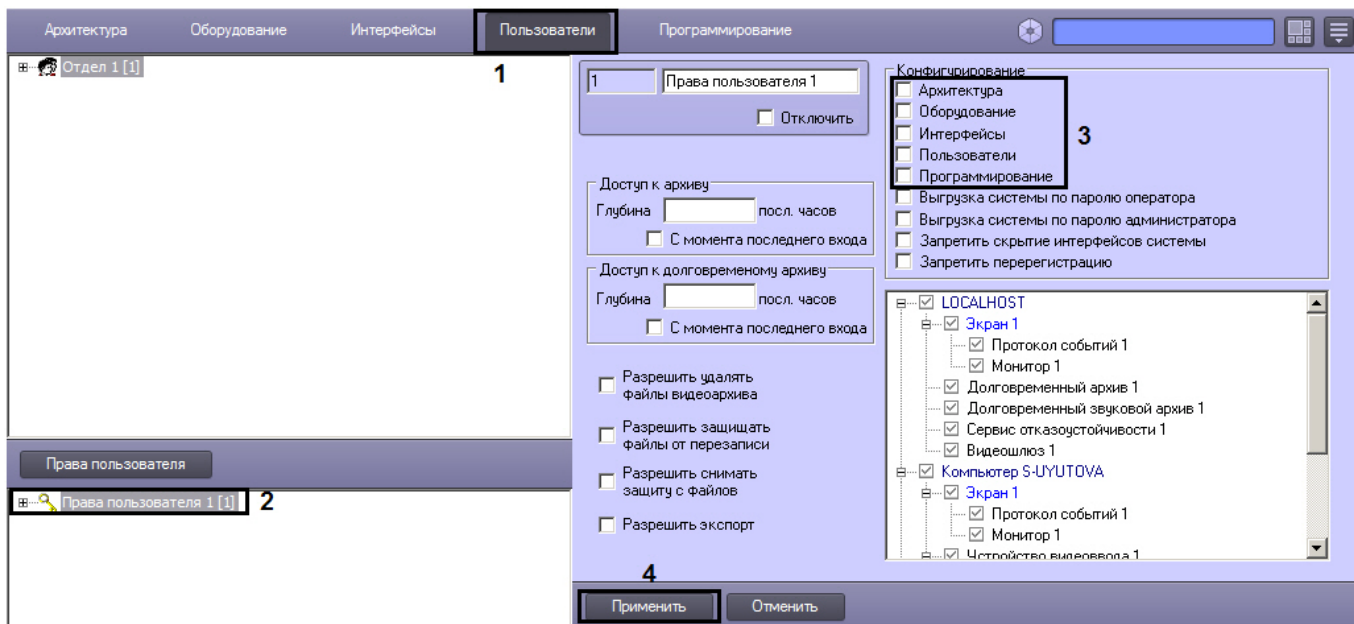 Архитектура
Оборудование
Интерфейсы
Пользователи
Программирование
1
Отдел 1 [1]
Права пользователя
Права пользователя 1 [1]
2
1
Права пользователя 1
Отключить
Доступ к архиву
Глубина
посл. часов
С момента последнего входа
Доступ к долговременому архиву
Глубина
посл. часов
С момента последнего входа
Разрешить удалять
файлы видеоархива
Разрешить защищать
файлы от перезаписи
Разрешить снимать
защиту с файлов
Разрешить экспорт
Конфигурирование
Архитектура
Оборудование
Интерфейсы
Пользователи
Программирование
3
Выгрузка системы по паролю оператора
Выгрузка системы по паролю администратора
Запретить скрытие интерфейсов системы
Запретить перерегистрацию
LOCALHOST
Экран 1
Протокол событий 1
Монитор 1
Долговременный архив 1
Долговременный звуковой архив 1
Сервис отказоустойчивости 1
Видеошлюз 1
Компьютер S-UYUTOVA
Экран 1
Протокол событий 1
Монитор 1
Устройство видеоввода 1
4
Применить
Отменить